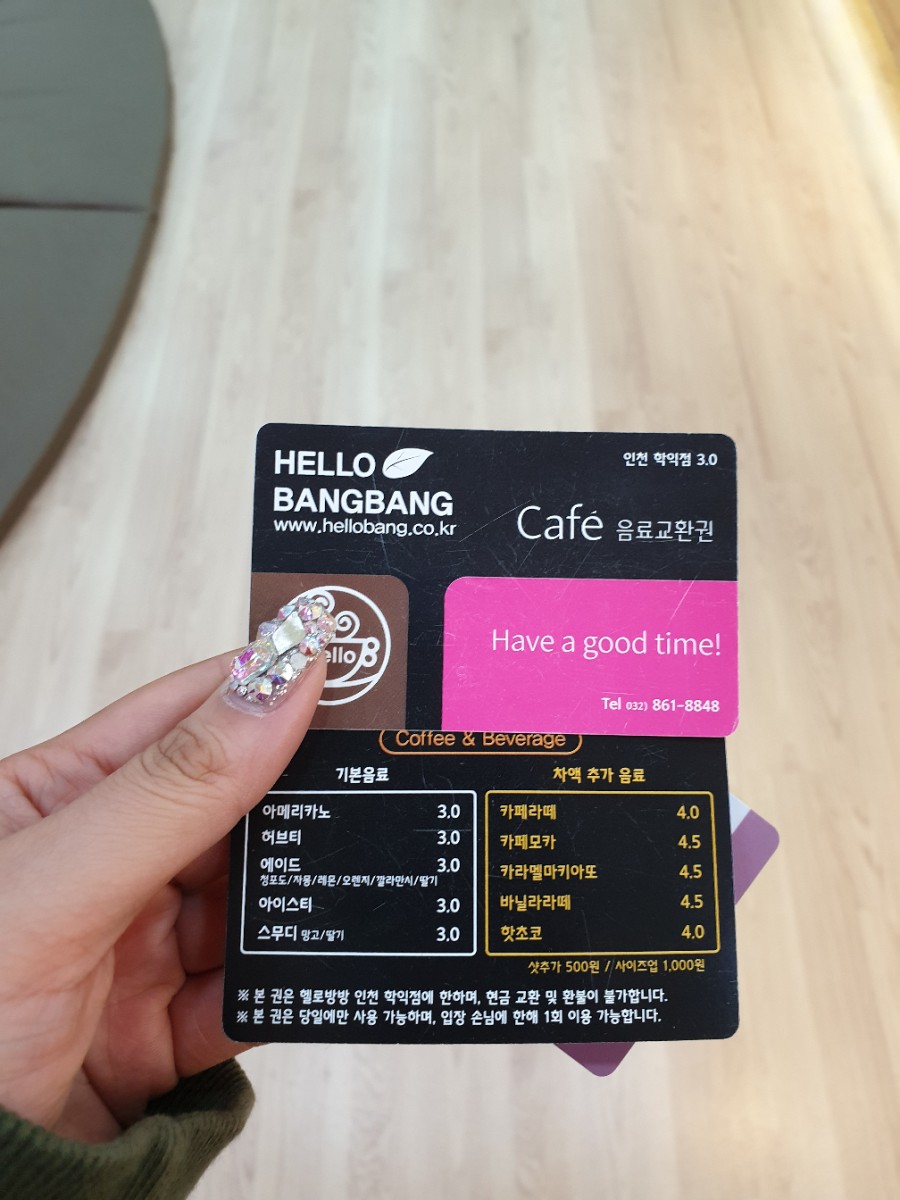 HELLO
BANGBANG
www.hellobang.co.kr
인천 학익점 3.0
Café 음료교환권
ello
Have a good time!
Tel 032) 861-8848
Coffee & Beverage
기본음료
아메리카노 3.0
허브티 3.0
에이드 3.0
청포도/자몽/레몬/오렌지/깔라만시/딸기
아이스티 3.0
스무디 망고/딸기 3.0
차액 추가 음료
카페라떼 4.0
카페모카 4.5
카라멜마키아또 4.5
바닐라라떼 4.5
핫초코 4.0
샷추가 500원 / 사이즈업 1,000원
※ 본 권은 헬로방방 인천 학익점에 한하며, 현금 교환 및 환불이 불가합니다.
※ 본 권은 당일에만 사용 가능하며, 입장 손님에 한해 1회 이용 가능합니다.